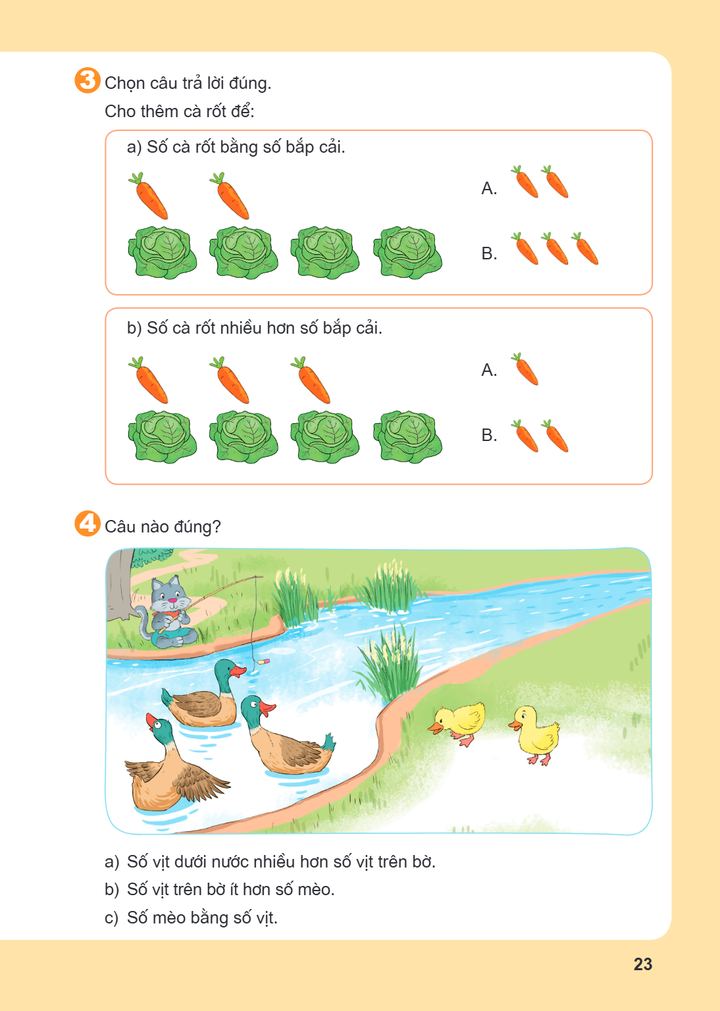 3 Chọn câu trả lời đúng.
Cho thêm cà rốt để:
a) Số cà rốt bằng số bắp cải.
A.
B.
b) Số cà rốt nhiều hơn số bắp cải.
A.
B.
4 Câu nào đúng?
a) Số vịt dưới nước nhiều hơn số vịt trên bờ.
b) Số vịt trên bờ ít hơn số mèo.
c) Số mèo bằng số vịt.
23